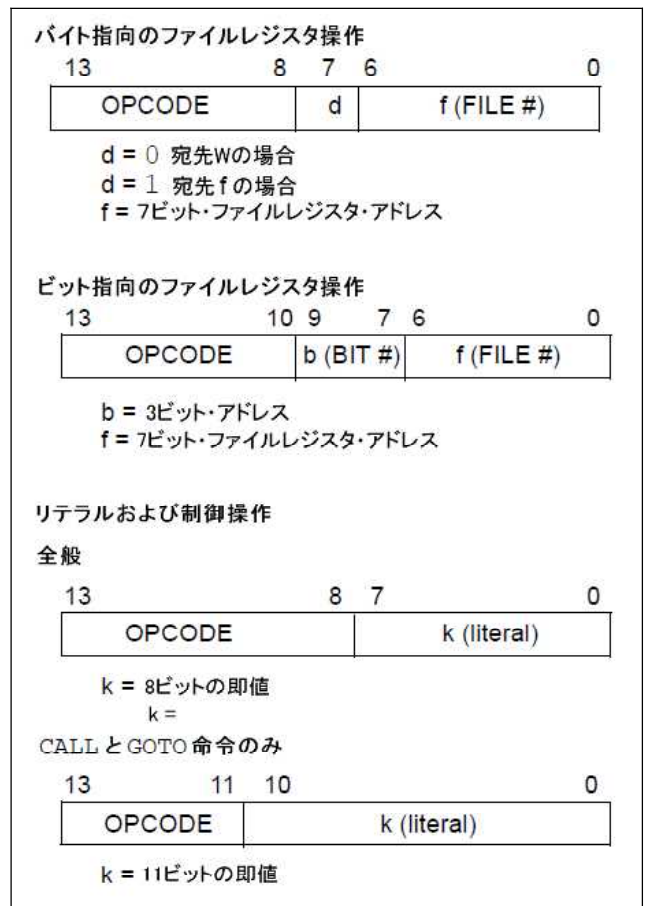 バイト指向のファイルレジスタ操作
13 8 7 6 0
OPCODE d f (FILE #)
d = 0 宛先Wの場合
d = 1 宛先fの場合
f = 7ビット・ファイルレジスタ・アドレス
ビット指向のファイルレジスタ操作
13 10 9 7 6 0
OPCODE b (BIT #) f (FILE #)
b = 3ビット・アドレス
f = 7ビット・ファイルレジスタ・アドレス
リテラルおよび制御操作
全般
13 8 7 0
OPCODE k (literal)
k = 8ビットの即値
k =
CALL と GOTO 命令のみ
13 11 10 0
OPCODE k (literal)
k = 11ビットの即値